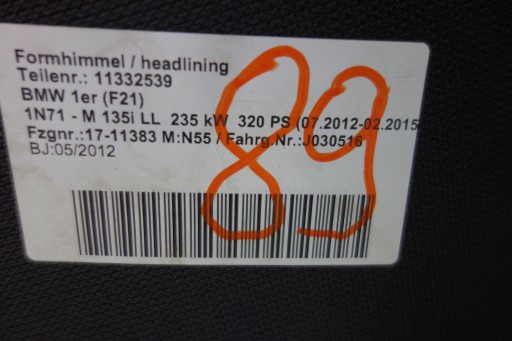 Formhimmel / headlining
Teilenr.: 11332539
BMW 1er (F21)
1N71 - M 135i LL 235 kW 320 PS (07.2012-02.2015
Fzgnr.:17-11383 M:N55 / Fahrg.Nr.:J030516
BJ:05/2012
89